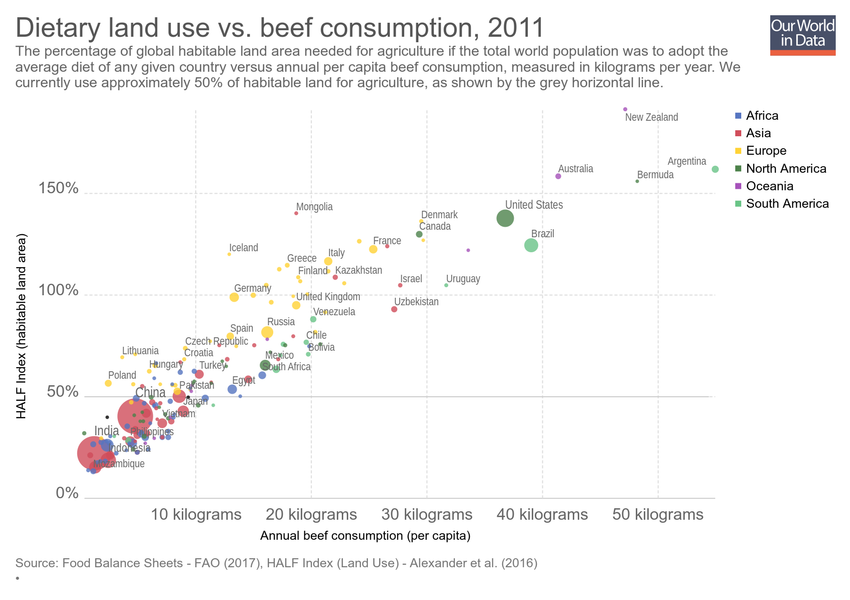 Dietary land use vs. beef consumption, 2011
Our World
in Data
The percentage of global habitable land area needed for agriculture if the total world population was to adopt the
average diet of any given country versus annual per capita beef consumption, measured in kilograms per year. We
currently use approximately 50% of habitable land for agriculture, as shown by the grey horizontal line.
HALF Index (habitable land area)
New Zealand
Argentina
Australia
Bermuda
150%
Mongolia
United States
Denmark
Canada
Brazil
France
Iceland
Italy
Greece
Finland
Kazakhstan
Israel
Uruguay
100%
Germany
United Kingdom
Uzbekistan
Venezuela
Russia
Spain
Chile
Czech Republic
Bolivia
Lithuania
Croatia
Mexico
Hungary
Turkey
South Africa
Poland
Egypt
Pakistan
50%
China
Japan
Vietnam
India
Philippines
Indonesia
Mozambique
0%
10 kilograms
20 kilograms
30 kilograms
40 kilograms
50 kilograms
Annual beef consumption (per capita)
Africa
Asia
Europe
North America
Oceania
South America
Source: Food Balance Sheets - FAO (2017), HALF Index (Land Use) - Alexander et al. (2016)
•